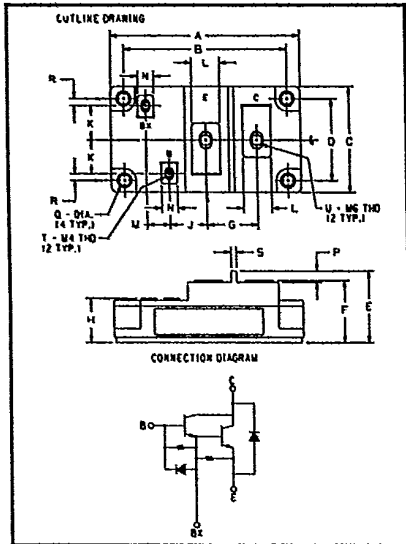 OUTLINE DRAWING
A
B
L
N
R
E
C
K
BX
K
D
C
B
R
Q - DIA.
(4 TYP.)
N
L
U - M6 THD
(2 TYP.)
T - M4 THD
(2 TYP.)
M
J
G
S
P
H
F
E
CONNECTION DIAGRAM
C
B
E
BX